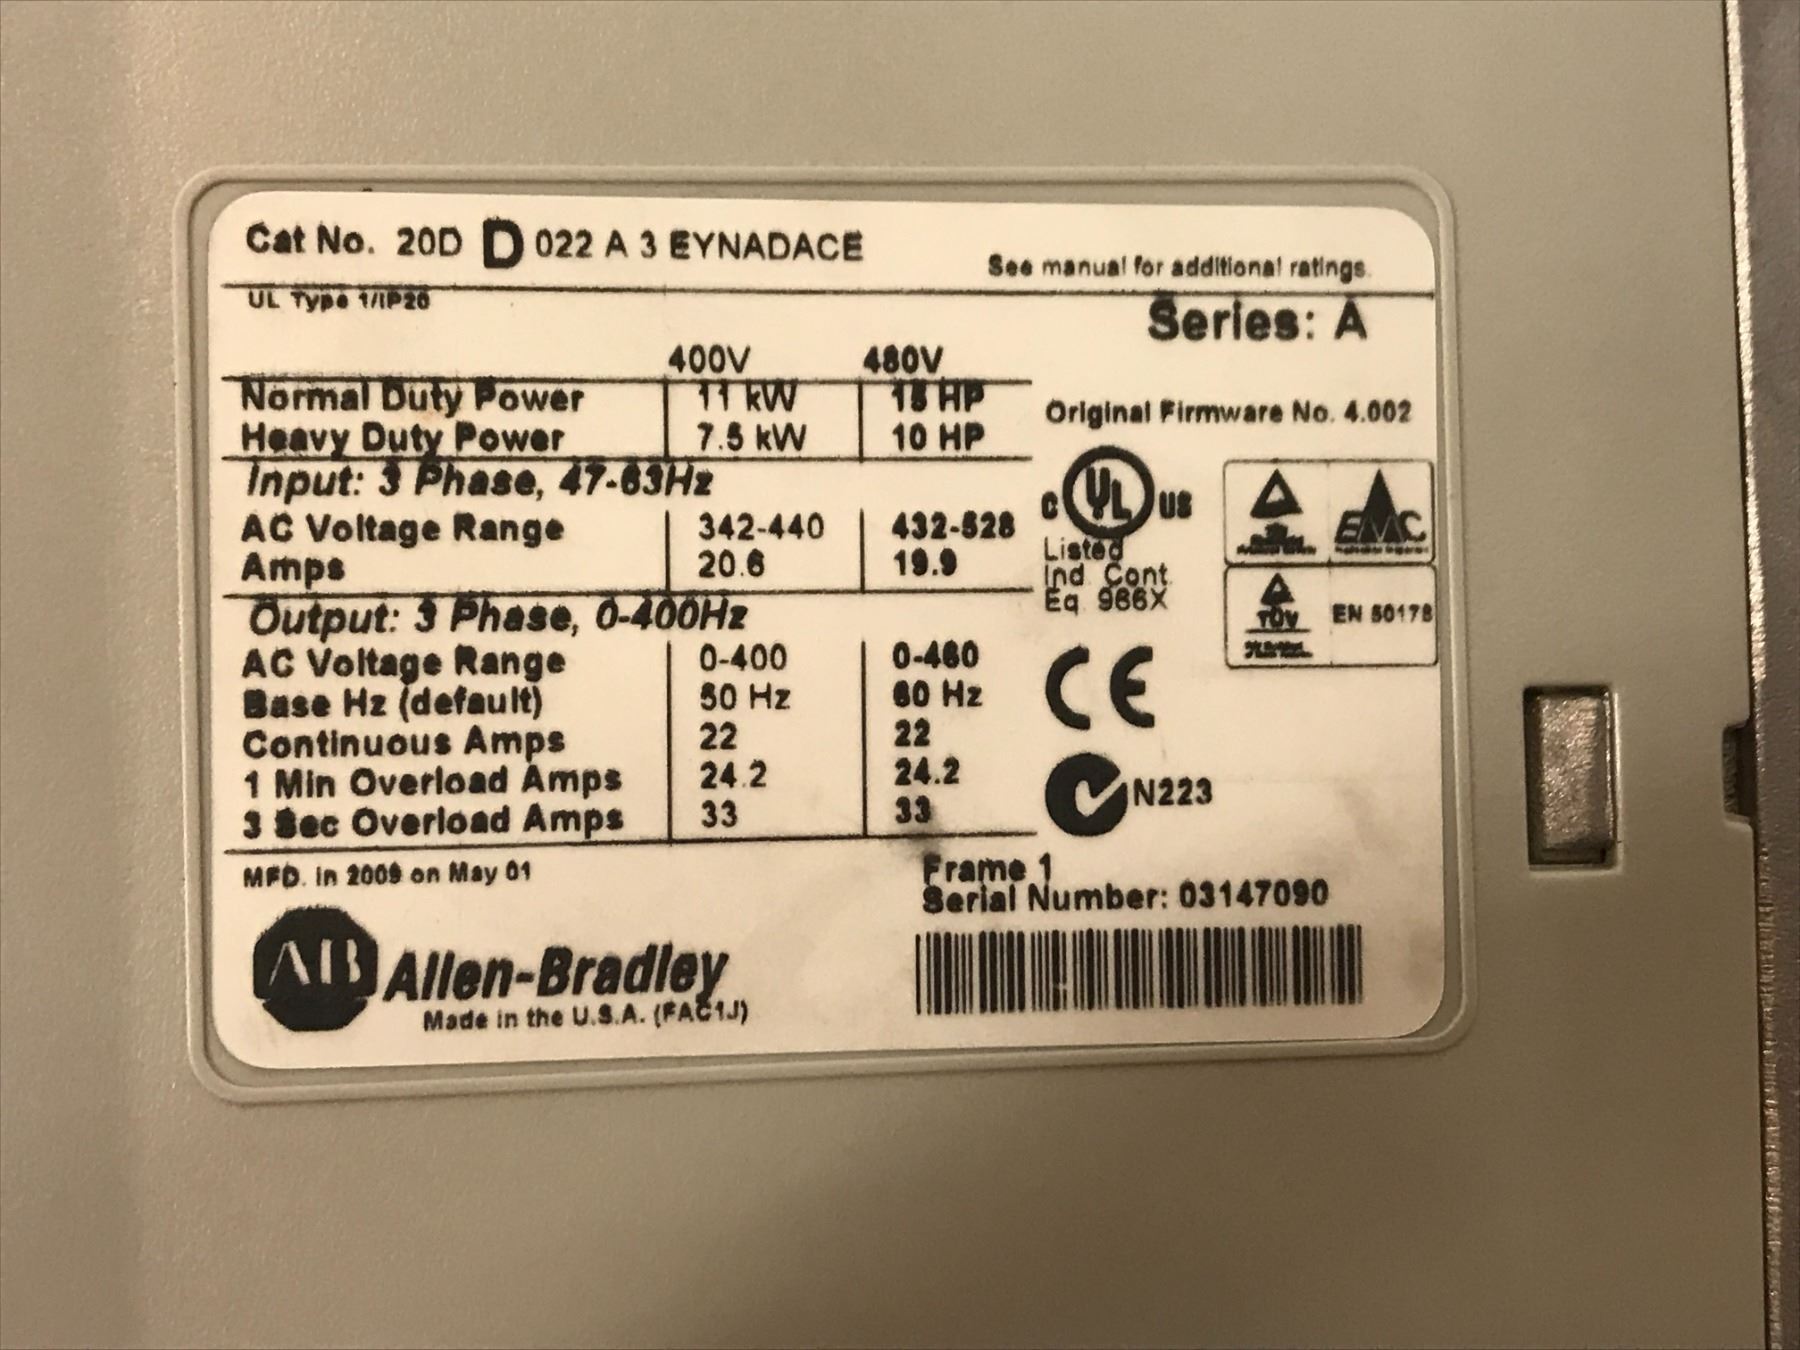 Cat No. 20D D 022 A 3 EYNADACE
See manual for additional ratings.
UL Type 1/IP20
Series: A
400V 480V
Normal Duty Power 11 kW 15 HP
Heavy Duty Power 7.5 kW 10 HP
Original Firmware No. 4.002
Input: 3 Phase, 47-63Hz
AC Voltage Range 342-440 432-528
Amps 20.6 19.9
Output: 3 Phase, 0-400Hz
AC Voltage Range 0-400 0-460
Base Hz (default) 50 Hz 60 Hz
Continuous Amps 22 22
1 Min Overload Amps 24.2 24.2
3 Sec Overload Amps 33 33
C UL US
Listed
Ind Cont
Eq 966X
EMC
TÜV
EN 50178
CE
N223
MFD. in 2009 on May 01
Frame 1
Serial Number: 03147090
AB Allen-Bradley
Made in the U.S.A. (FAC1J)